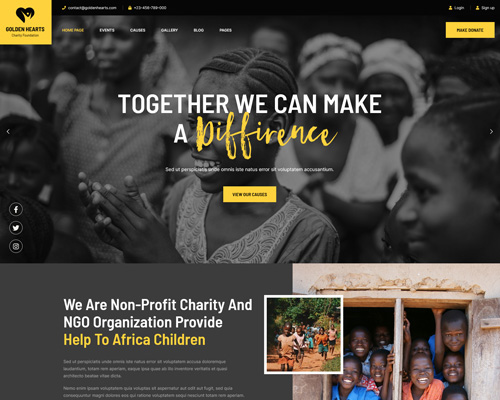 contact@goldenhearts.com
+23-456-789-000
Login
Sign up
GOLDEN HEARTS
Charity Foundation
HOME PAGE
EVENTS
CAUSES
GALLERY
BLOG
PAGES
MAKE DONATE
TOGETHER WE CAN MAKE
A Diffirence
Sed ut perspiciatis unde omnis iste natus error sit voluptatem accusantium.
VIEW OUR CAUSES
We Are Non-Profit Charity And
NGO Organization Provide
Help To Africa Children
Sed ut perspiciatis unde omnis iste natus error sit voluptatem accusantium doloremque
laudantium, totam rem aperiam, eaque ipsa quae ab illo inventore veritatis et quasi architecto
beatae vitae dicta.
Nemo enim ipsam voluptatem quia voluptas sit aspernatur aut odit aut fugit, sed quia
consequuntur magni dolores eos qui ratione voluptatem sequi nesciunt totam rem aperiam.